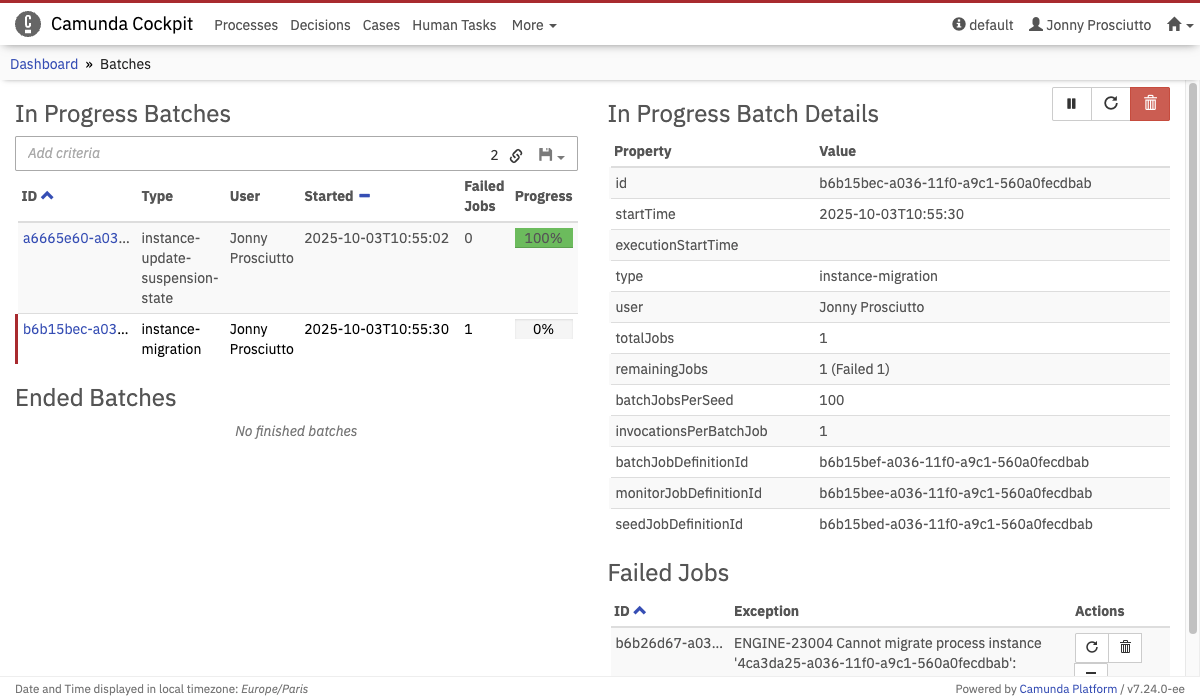 Camunda Cockpit Processes Decisions Cases Human Tasks More default Jonny Prosciutto
Dashboard » Batches
In Progress Batches
Add criteria 2
ID Type User Started Failed Jobs Progress
a6665e60-a03... instance-update-suspension-state Jonny Prosciutto 2025-10-03T10:55:02 0 100%
b6b15bec-a03... instance-migration Jonny Prosciutto 2025-10-03T10:55:30 1 0%
Ended Batches
No finished batches
In Progress Batch Details
Property Value
id b6b15bec-a036-11f0-a9c1-560a0fecdbab
startTime 2025-10-03T10:55:30
executionStartTime
type instance-migration
user Jonny Prosciutto
totalJobs 1
remainingJobs 1 (Failed 1)
batchJobsPerSeed 100
invocationsPerBatchJob 1
batchJobDefinitionId b6b15bef-a036-11f0-a9c1-560a0fecdbab
monitorJobDefinitionId b6b15bee-a036-11f0-a9c1-560a0fecdbab
seedJobDefinitionId b6b15bed-a036-11f0-a9c1-560a0fecdbab
Failed Jobs
ID Exception Actions
b6b26d67-a03... ENGINE-23004 Cannot migrate process instance
'4ca3da25-a036-11f0-a9c1-560a0fecdbab':
Date and Time displayed in local timezone: Europe/Paris
Powered by Camunda Platform / v7.24.0-ee